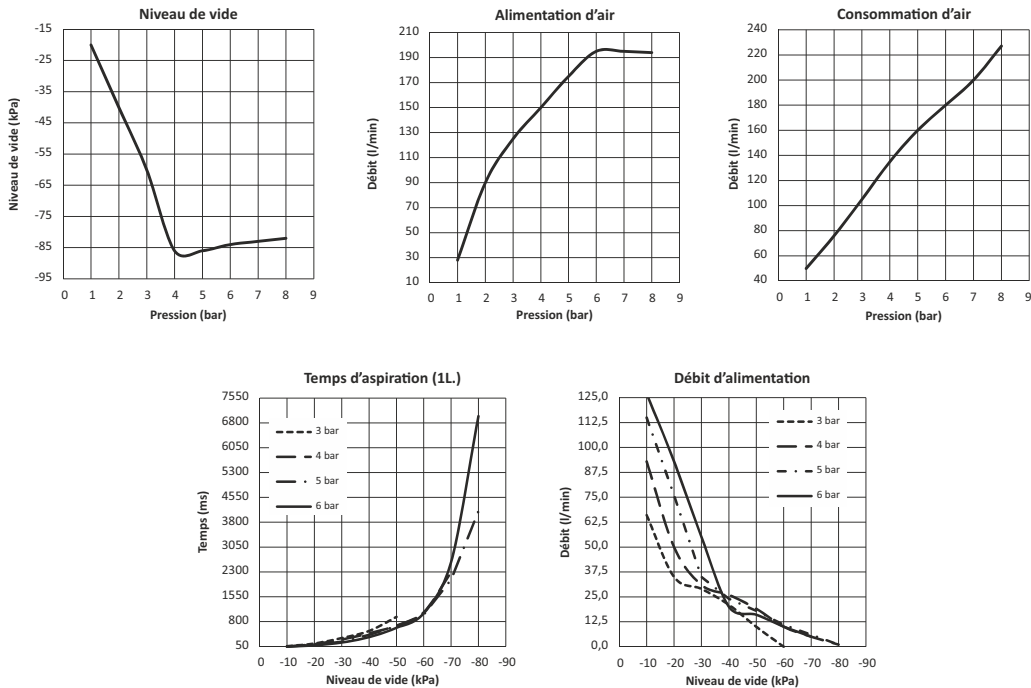 Niveau de vide
-15
-25
-35
-45
-55
-65
-75
-85
-95
Niveau de vide (kPa)
0 1 2 3 4 5 6 7 8 9
Pression (bar)
Alimentation d'air
210
190
170
150
130
110
90
70
50
30
10
Débit (l/min)
0 1 2 3 4 5 6 7 8 9
Pression (bar)
Consommation d'air
240
220
200
180
160
140
120
100
80
60
40
Débit (l/min)
0 1 2 3 4 5 6 7 8 9
Pression (bar)
Temps d'aspiration (1L.)
7550
6800
6050
5300
4550
3800
3050
2300
1550
800
50
Temps (ms)
3 bar
4 bar
5 bar
6 bar
0 -10 -20 -30 -40 -50 -60 -70 -80 -90
Niveau de vide (kPa)
Débit d'alimentation
125,0
112,5
100,0
87,5
75,0
62,5
50,0
37,5
25,0
12,5
0,0
Débit (l/min)
3 bar
4 bar
5 bar
6 bar
0 -10 -20 -30 -40 -50 -60 -70 -80 -90
Niveau de vide (kPa)